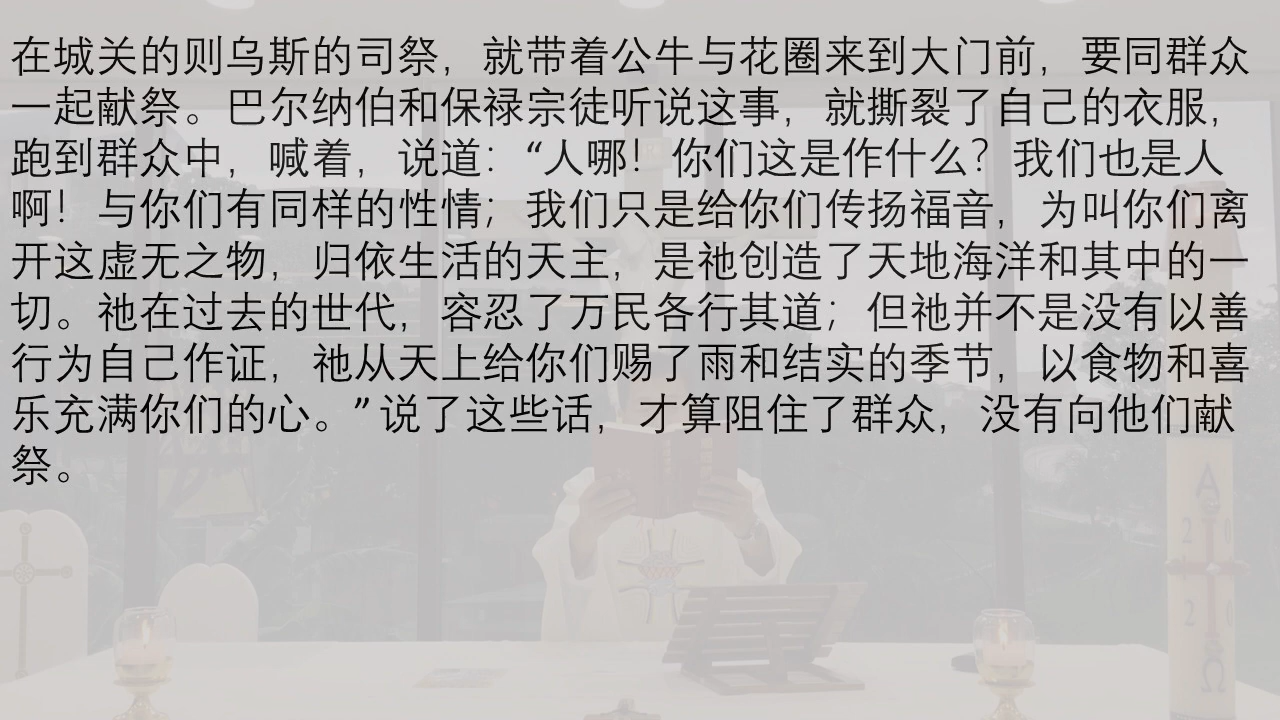 在城关的则乌斯的司祭，就带着公牛与花圈来到大门前，要同群众
一起献祭。巴尔纳伯和保禄宗徒听说这事，就撕裂了自己的衣服，
跑到群众中，喊着，说道：“人哪！你们这是作什么？我们也是人
啊！与你们有同样的性情；我们只是给你们传扬福音，为叫你们离
开这虚无之物，归依生活的天主，是祂创造了天地海洋和其中的一
切。祂在过去的世代，容忍了万民各行其道；但祂并不是没有以善
行为自己作证，祂从天上给你们赐了雨和结实的季节，以食物和喜
乐充满你们的心。”说了这些话，才算阻住了群众，没有向他们献
祭。
Α
2 0
2
Ω